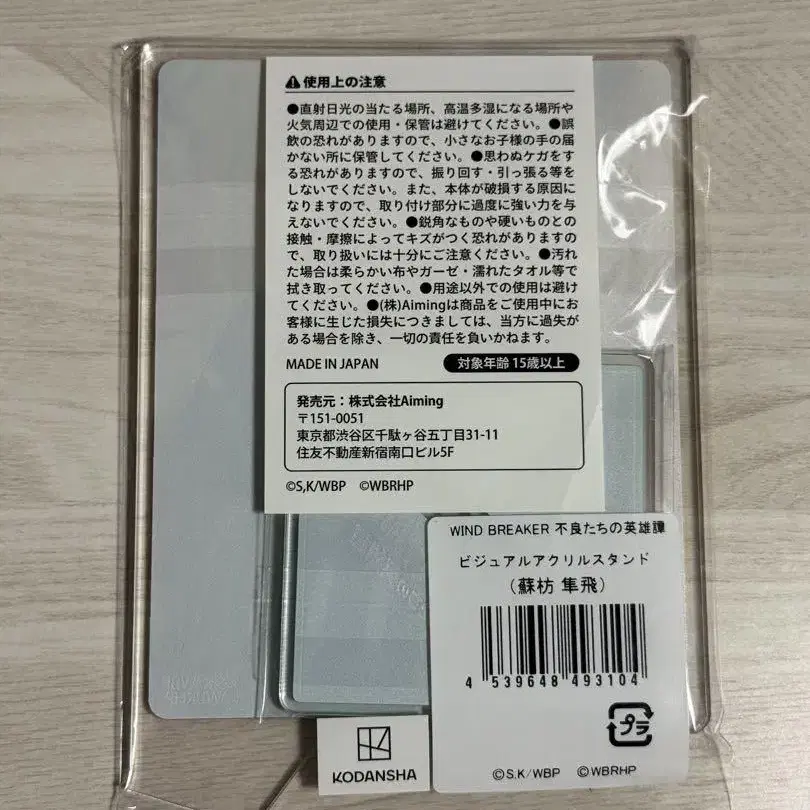 ⚠使用上の注意
●直射日光の当たる場所、高温多湿になる場所や
火気周辺での使用・保管は避けてください。●誤
飲の恐れがありますので、小さなお子様の手の届
かない所に保管してください。●思わぬケガをす
る恐れがありますので、振り回す・引っ張る等を
しないでください。また、本体が破損する原因に
なりますので、取り付け部分に過度に強い力を与
えないでください。●鋭角なものや硬いものとの
接触・摩擦によってキズがつく恐れがありますの
で、取り扱いには十分にご注意ください。●汚れ
た場合は柔らかい布やガーゼ・濡れたタオル等で
拭き取ってください。●用途以外での使用は避け
てください。●(株)Aimingは商品をご使用中にお
客様に生じた損失につきましては、当方に過失が
ある場合を除き、一切の責任を負いかねます。
MADE IN JAPAN 対象年齢 15歳以上
発売元：株式会社Aiming
〒151-0051
東京都渋谷区千駄ヶ谷五丁目31-11
住友不動産新宿南口ビル5F
©S,K/WBP ©WBRHP
WIND BREAKER 不良たちの英雄譚
ビジュアルアクリルスタンド
（蘇枋 隼飛）
4 539648 493104
プラ
©S.K/WBP ©WBRHP
KODANSHA